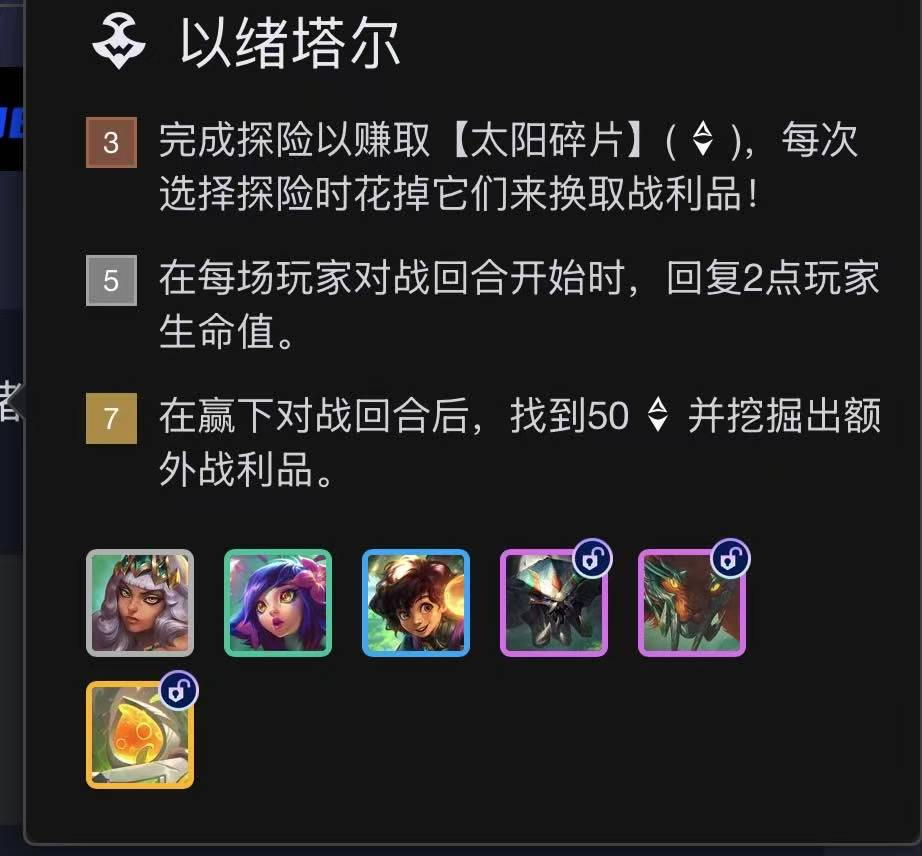 以绪塔尔
3 完成探险以赚取【太阳碎片】( )，每次
选择探险时花掉它们来换取战利品！
5 在每场玩家对战回合开始时，回复2点玩家
生命值。
7 在赢下对战回合后，找到50 并挖掘出额
外战利品。